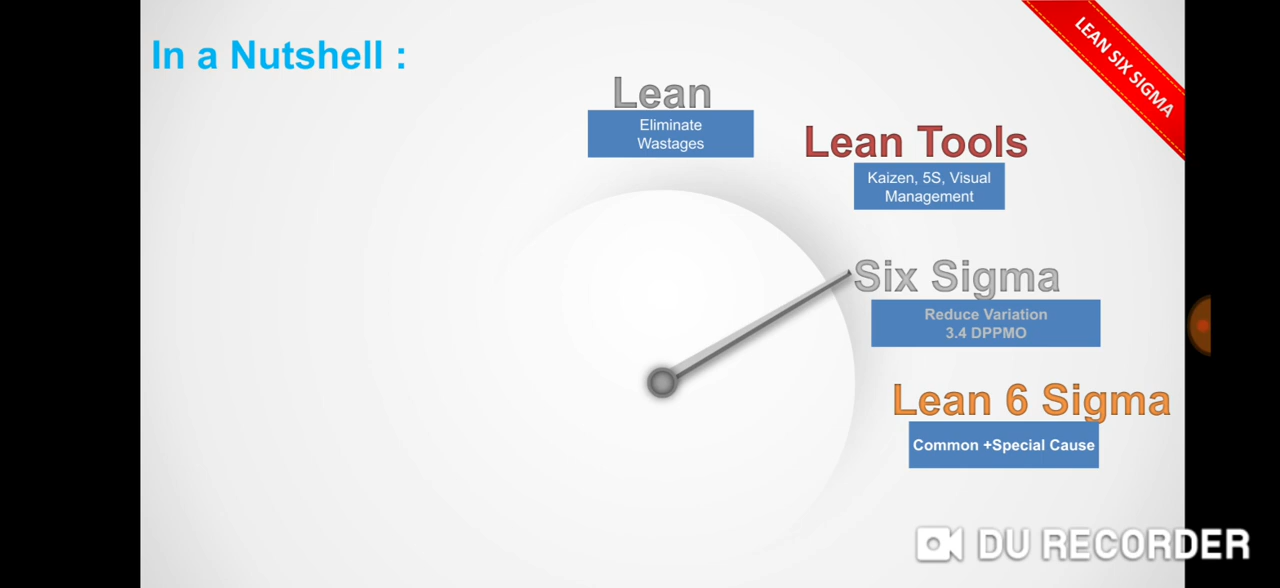 In a Nutshell :
LEAN SIX SIGMA
Lean
Eliminate
Wastages
Lean Tools
Kaizen, 5S, Visual
Management
Six Sigma
Reduce Variation
3.4 DPPMO
Lean 6 Sigma
Common +Special Cause
DU RECORDER